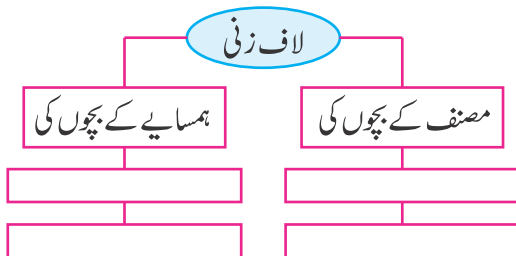 لاف زنی
مصنف کے بچوں کی
ہمسایے کے بچوں کی